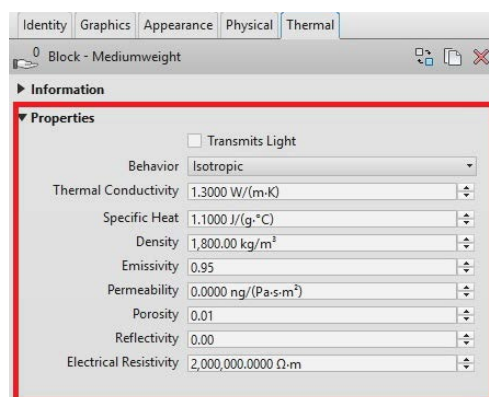 Identity Graphics Appearance Physical Thermal
0 Block - Mediumweight
Information
Properties
Transmits Light
Behavior Isotropic
Thermal Conductivity 1.3000 W/(m·K)
Specific Heat 1.1000 J/(g·°C)
Density 1,800.00 kg/m³
Emissivity 0.95
Permeability 0.0000 ng/(Pa·s·m²)
Porosity 0.01
Reflectivity 0.00
Electrical Resistivity 2,000,000.0000 Ω·m